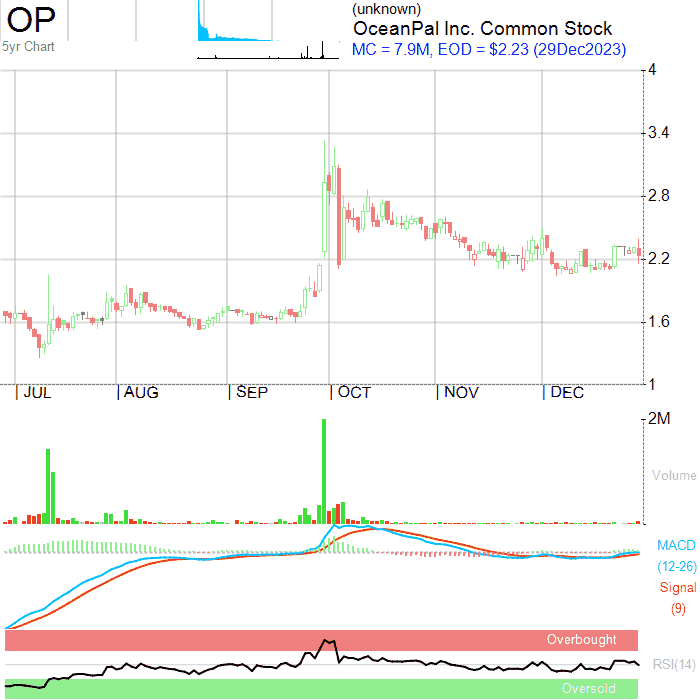 OP
5yr Chart
(unknown)
OceanPal Inc. Common Stock
MC = 7.9M, EOD = $2.23 (29Dec2023)
4
3.4
2.8
2.2
1.6
1
JUL AUG SEP OCT NOV DEC
2M
Volume
MACD
(12-26)
Signal
(9)
Overbought
RSI(14)
Oversold